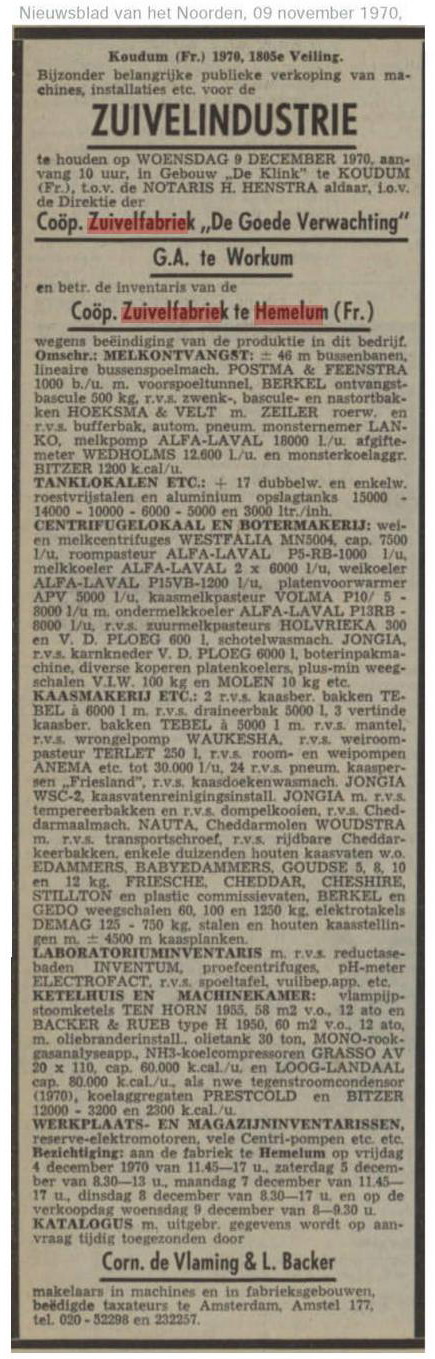 Nieuwsblad van het Noorden, 09 november 1970,
Koudum (Fr.) 1970, 1805e Veiling.
Bijzonder belangrijke publieke verkoping van ma-
chines, installaties etc. voor de
ZUIVELINDUSTRIE
te houden op WOENSDAG 9 DECEMBER 1970, aan-
vang 10 uur, in Gebouw „De Klink" te KOUDUM
(Fr.), t.o.v. de NOTARIS H. HENSTRA aldaar, i.o.v.
de Direktie der
Coöp. Zuivelfabriek „De Goede Verwachting"
G.A. te Workum
en betr. de inventaris van de
Coöp. Zuivelfabriek te Hemelum (Fr.)
wegens beëindiging van de produktie in dit bedrijf.
Omschr.: MELKONTVANGST: ± 46 m bussenbanen,
lineaire bussenspoelmach. POSTMA & FEENSTRA
1000 b./u. m. voorspoeltunnel, BERKEL ontvangst-
bascule 500 kg, r.v.s. zwenk-, bascule- en nastortbak-
ken HOEKSMA & VELT m. ZEILER roerw. en
r.v.s. bufferbak, autom. pneum. monsternemer LAN-
KO, melkpomp ALFA-LAVAL 18000 l./u. afgifte-
meter WEDHOLMS 12.600 l./u. en monsterkoelaggr.
BITZER 1200 k.cal/u.
TANKLOKALEN ETC.: + 17 dubbelw. en enkelw.
roestvrijstalen en aluminium opslagtanks 15000 -
14000 - 10000 - 6000 - 5000 en 3000 ltr./inh.
CENTRIFUGELOKAAL EN BOTERMAKERIJ: wei-
en melkcentrifuges WESTFALIA MN5004, cap. 7500
l/u, roompasteur ALFA-LAVAL P5-RB-1000 l/u,
melkkoeler ALFA-LAVAL 2 x 6000 l/u, weikoeler
ALFA-LAVAL P15VB-1200 l/u, platenvoorwarmer
APV 5000 l/u, kaasmelkpasteur VOLMA P10/ 5 -
8000 l/u m. ondermelkkoeler ALFA-LAVAL P13RB -
8000 l/u, r.v.s. zuurmelkpasteurs HOLVRIEKA 300
en V. D. PLOEG 600 l, schotelwasmach. JONGIA,
r.v.s. karnkneder V. D. PLOEG 6000 l, boterinpakma-
chine, diverse koperen platenkoelers, plus-min weeg-
schalen V.I.W. 100 kg en MOLEN 10 kg etc.
KAASMAKERIJ ETC.: 2 r.v.s. kaasber. bakken TE-
BEL à 6000 l m. r.v.s. draineerbak 5000 l, 3 vertinde
kaasber. bakken TEBEL à 5000 l m. r.v.s. mantel,
r.v.s. wrongelpomp WAUKESHA, r.v.s. weiroom-
pasteur TERLET 250 l, r.v.s. room- en weipompen
ANEMA etc. tot 30.000 l/u, 24 r.v.s. pneum. kaasper-
sen „Friesland", r.v.s. kaasdoekenwasmach. JONGIA
WSC-2, kaasvatenreinigingsinstall. JONGIA m. r.v.s.
tempereerbakken en r.v.s. dompelkooien, r.v.s. Ched-
darmaalmach. NAUTA, Cheddarmolen WOUDSTRA
m. r.v.s. transportschroef, r.v.s. rijdbare Cheddar-
keerbakken, enkele duizenden houten kaasvaten w.o.
EDAMMERS, BABYEDAMMERS, GOUDSE 5, 8, 10
en 12 kg, FRIESCHE, CHEDDAR, CHESHIRE,
STILLTON en plastic commissievaten, BERKEL en
GEDO weegschalen 60, 100 en 1250 kg, elektrotakels
DEMAG 125 - 750 kg, stalen en houten kaasstellin-
gen m. ± 4500 m kaasplanken.
LABORATORIUMINVENTARIS m. r.v.s. reductase-
baden INVENTUM, proefcentrifuges, pH-meter
ELECTROFACT, r.v.s. spoeltafel, vuilbep.app. etc.
KETELHUIS EN MACHINEKAMER: vlampijp-
stoomketels TEN HORN 1955, 58 m2 v.o., 12 ato en
BACKER & RUEB type H 1950, 60 m2 v.o., 12 ato,
m. oliebranderinstall., olietank 30 ton, MONO-rook-
gasanalyseapp., NH3-koelcompressoren GRASSO AV
20 x 110, cap. 60.000 k.cal./u, en LOOG-LANDAAL
cap. 80.000 k.cal./u., als nwe tegenstroomcondensor
(1970), koelaggregaten PRESTCOLD en BITZER
12000 - 3200 en 2300 k.cal./u.
WERKPLAATS- EN MAGAZIJNINVENTARISSEN,
reserve-elektromotoren, vele Centri-pompen etc. etc.
Bezichtiging: aan de fabriek te Hemelum op vrijdag
4 december 1970 van 11.45—17 u., zaterdag 5 decem-
ber van 8.30—13 u., maandag 7 december van 11.45—
17 u., dinsdag 8 december van 8.30—17 u. en op de
verkoopdag woensdag 9 december van 8—9.30 u.
KATALOGUS m. uitgebr. gegevens wordt op aan-
vraag tijdig toegezonden door
Corn. de Vlaming & L. Backer
makelaars in machines en in fabrieksgebouwen,
beëdigde taxateurs te Amsterdam, Amstel 177,
tel. 020 - 52298 en 232257.